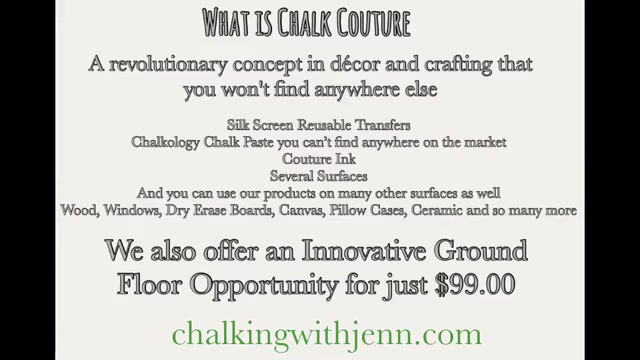 What is Chalk Couture
A revolutionary concept in décor and crafting that
you won't find anywhere else
Silk Screen Reusable Transfers
Chalkology Chalk Paste you can't find anywhere on the market
Couture Ink
Several Surfaces
And you can use our products on many other surfaces as well
Wood, Windows, Dry Erase Boards, Canvas, Pillow Cases, Ceramic and so many more
We also offer an Innovative Ground
Floor Opportunity for just $99.00
chalkingwithjenn.com